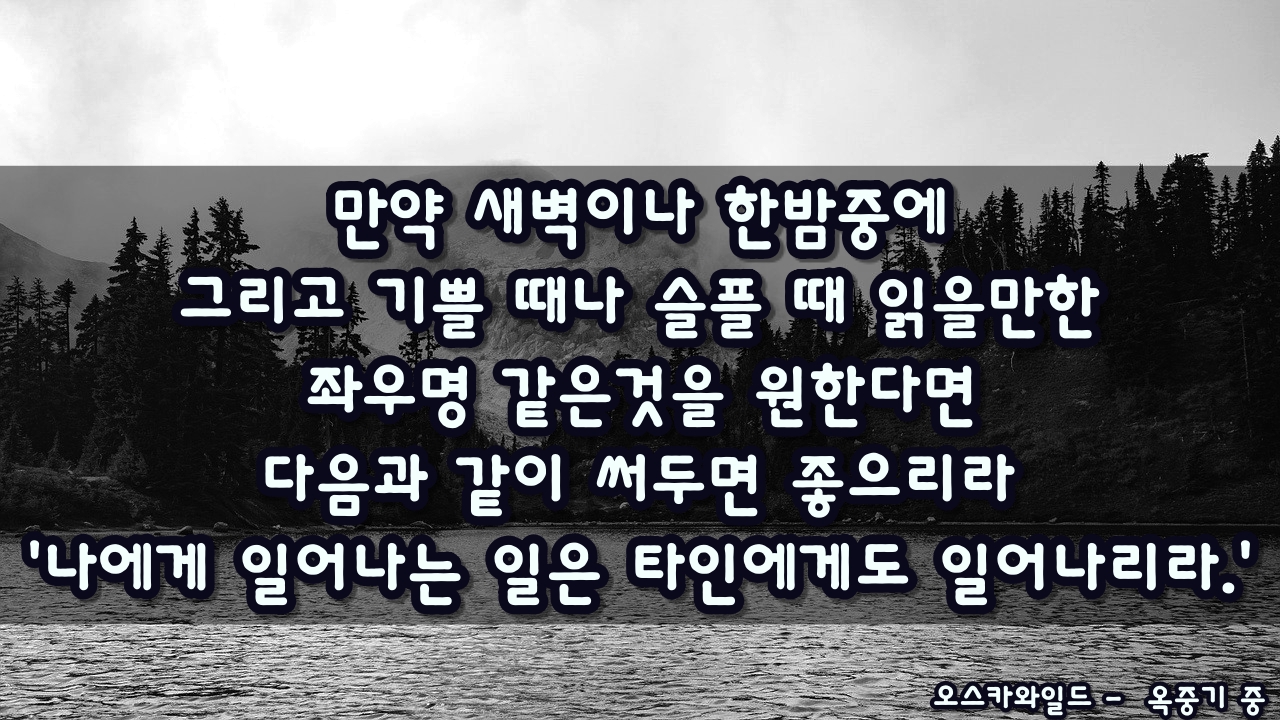 만약 새벽이나 한밤중에
그리고 기쁠 때나 슬플 때 읽을만한
좌우명 같은것을 원한다면
다음과 같이 써두면 좋으리라
'나에게 일어나는 일은 타인에게도 일어나리라.'
오스카와일드 - 옥중기 중